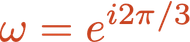 ω = e^{i2π/3}